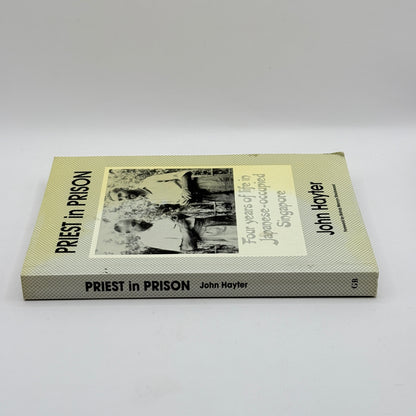 PRIEST in PRISON
Four years of life in
Japanese-occupied
Singapore
John Hayter
PRIEST in PRISON John Hayter GB